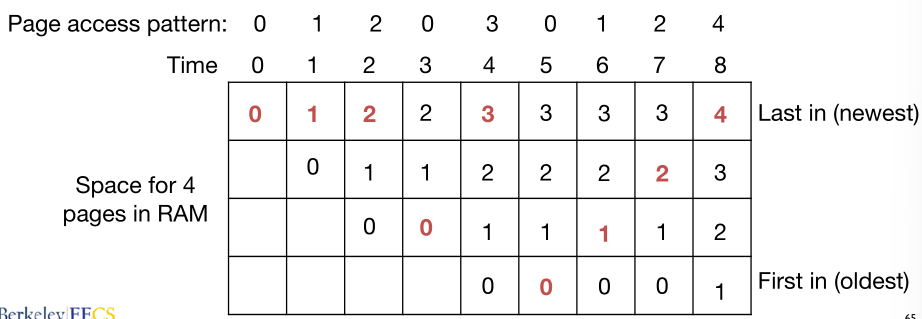 Page access pattern: 0 1 2 0 3 0 1 2 4
Time 0 1 2 3 4 5 6 7 8
0 1 2 2 3 3 3 3 4 Last in (newest)
0 1 1 2 2 2 2 3
Space for 4
pages in RAM
0 0 1 1 1 1 2
0 0 0 0 1 First in (oldest)
Berkeley EECS
65